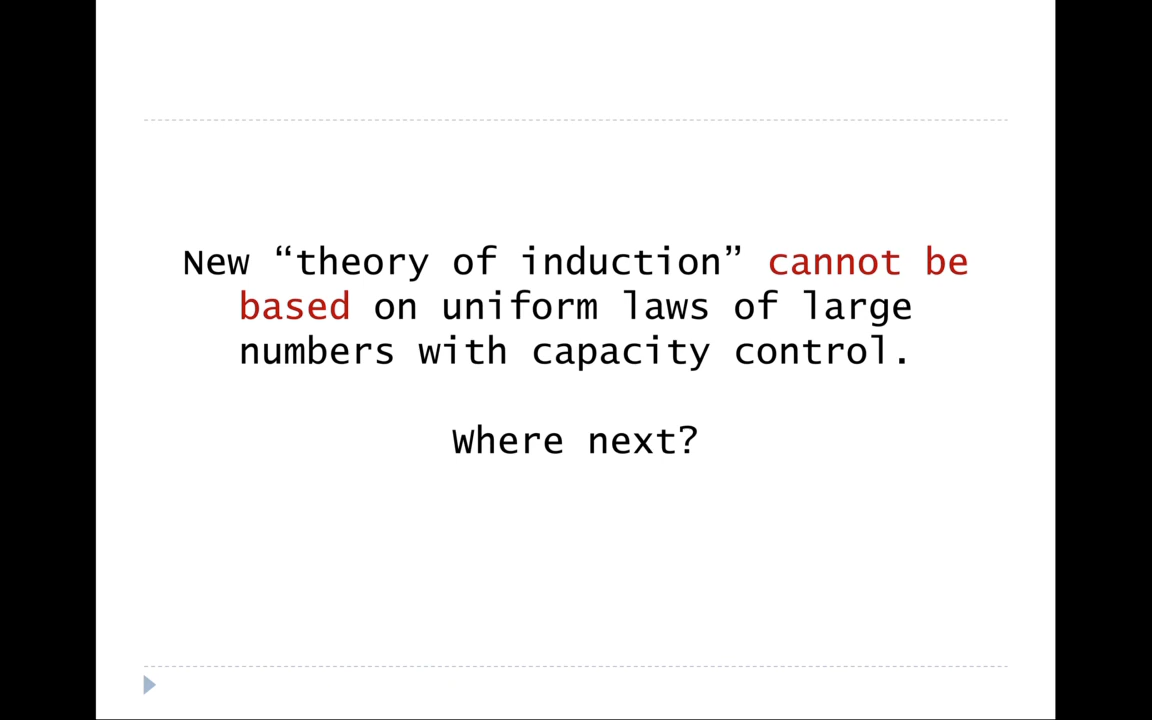 New “theory of induction” cannot be
based on uniform laws of large
numbers with capacity control.
Where next?